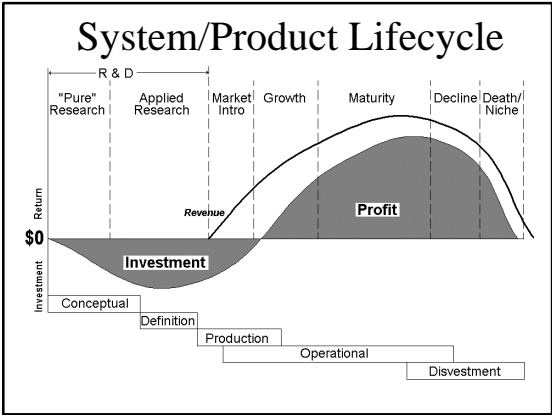 System/Product Lifecycle
R & D
"Pure"
Research
Applied
Research
Market
Intro
Growth
Maturity
Decline
Death/
Niche
Return
Revenue
Profit
$0
Investment
Investment
Conceptual
Definition
Production
Operational
Disvestment